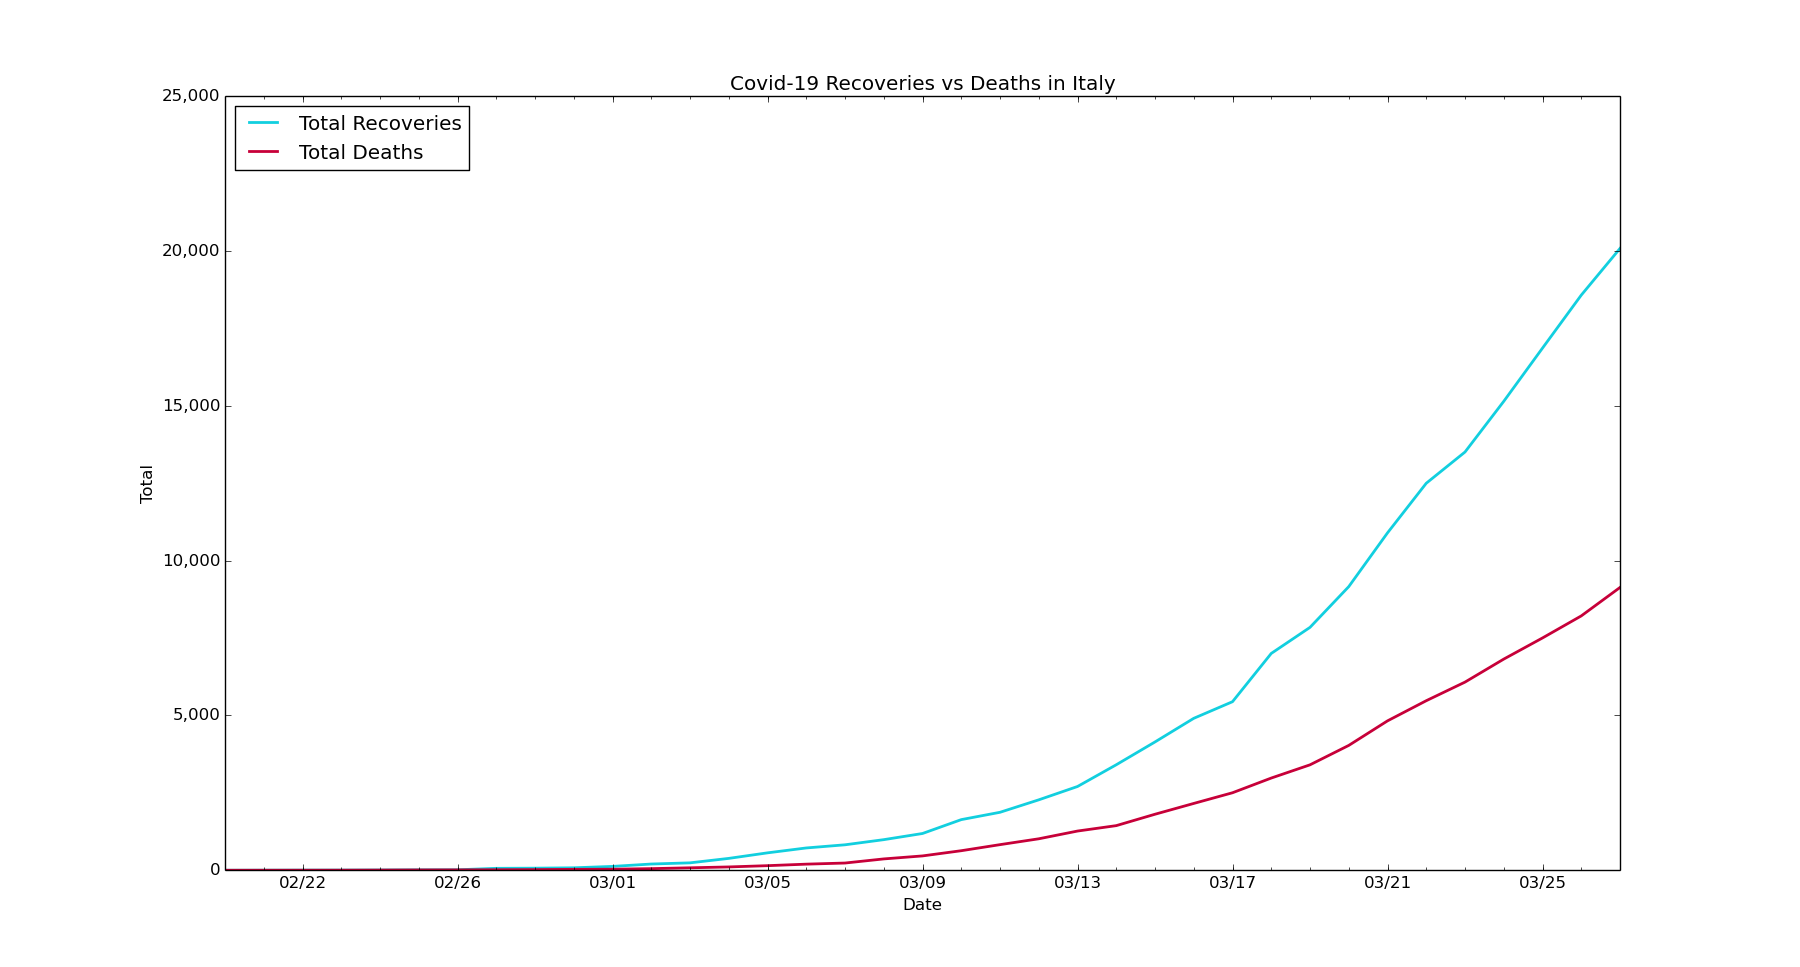 Covid-19 Recoveries vs Deaths in Italy
25,000
Total Recoveries
Total Deaths
20,000
15,000
Total
10,000
5,000
0
02/22 02/26 03/01 03/05 03/09 03/13 03/17 03/21 03/25
Date